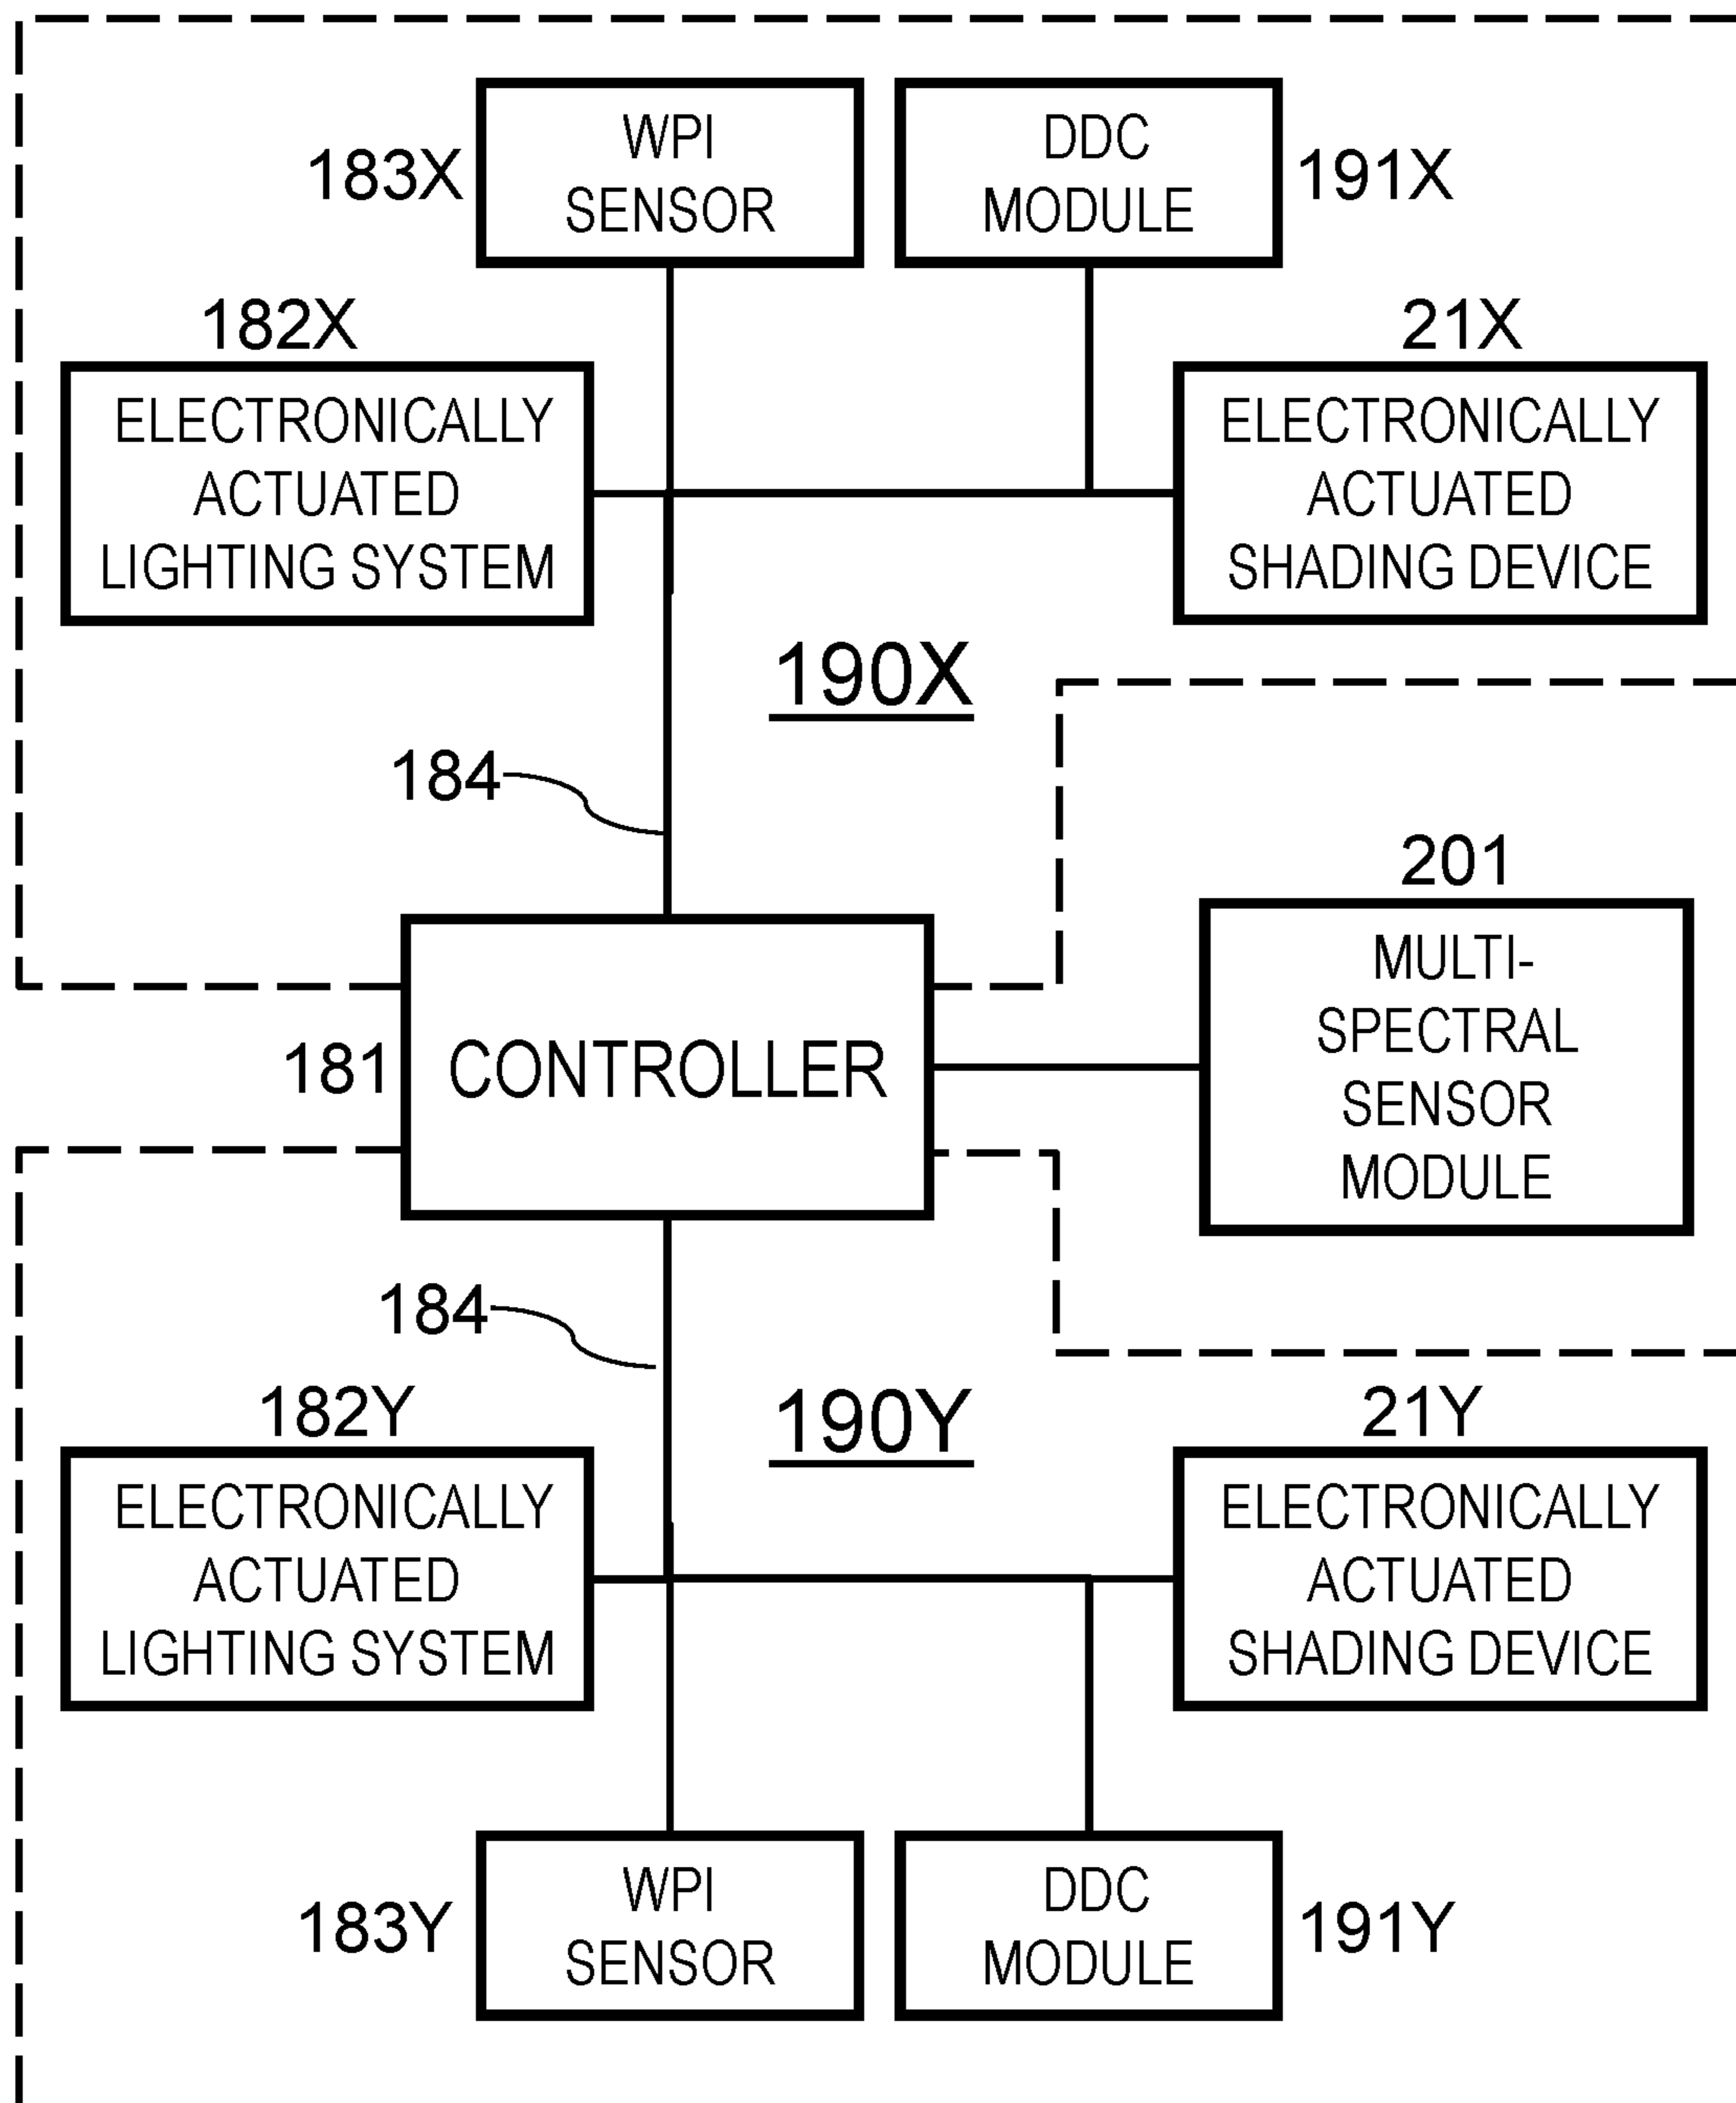 WPI
SENSOR
183X
DDC
MODULE
191X
182X
ELECTRONICALLY
ACTUATED
LIGHTING SYSTEM
21X
ELECTRONICALLY
ACTUATED
SHADING DEVICE
190X
184
201
MULTI-
SPECTRAL
SENSOR
MODULE
181
CONTROLLER
184
190Y
182Y
ELECTRONICALLY
ACTUATED
LIGHTING SYSTEM
21Y
ELECTRONICALLY
ACTUATED
SHADING DEVICE
183Y
WPI
SENSOR
DDC
MODULE
191Y